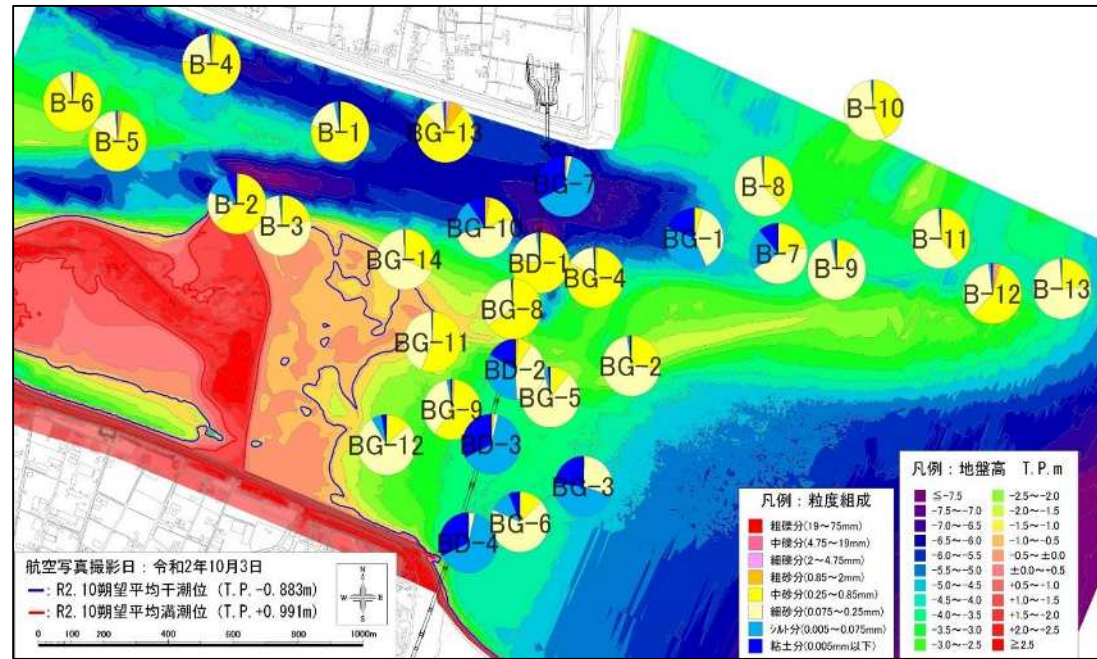 B-4
B-6
B-5
B-1
BG-13
B-10
BG-7
B-8
B-2
B-3
BG-10
BG-1
B-7
B-11
BG-14
BD-1
BG-4
B-9
B-12
B-13
BG-8
BG-11
BG-2
BD-2
BG-5
BG-9
BG-12
BD-3
BG-3
BG-6
BD-4
航空写真撮影日：令和2年10月3日
：R2.10朔望平均干潮位（T.P.-0.883m）
：R2.10朔望平均満潮位（T.P.+0.991m）
0 200 400 600 800 1000m
N
W E
S
凡例：粒度組成
粗礫分(19～75mm)
中礫分(4.75～19mm)
細礫分(2～4.75mm)
粗砂分(0.85～2mm)
中砂分(0.25～0.85mm)
細砂分(0.075～0.25mm)
シルト分(0.005～0.075mm)
粘土分(0.005mm以下)
凡例：地盤高 T.P.m
≦-7.5
-7.5～-7.0
-7.0～-6.5
-6.5～-6.0
-6.0～-5.5
-5.5～-5.0
-5.0～-4.5
-4.5～-4.0
-4.0～-3.5
-3.5～-3.0
-3.0～-2.5
-2.5～-2.0
-2.0～-1.5
-1.5～-1.0
-1.0～-0.5
-0.5～±0.0
±0.0～+0.5
+0.5～+1.0
+1.0～+1.5
+1.5～+2.0
+2.0～+2.5
≧2.5